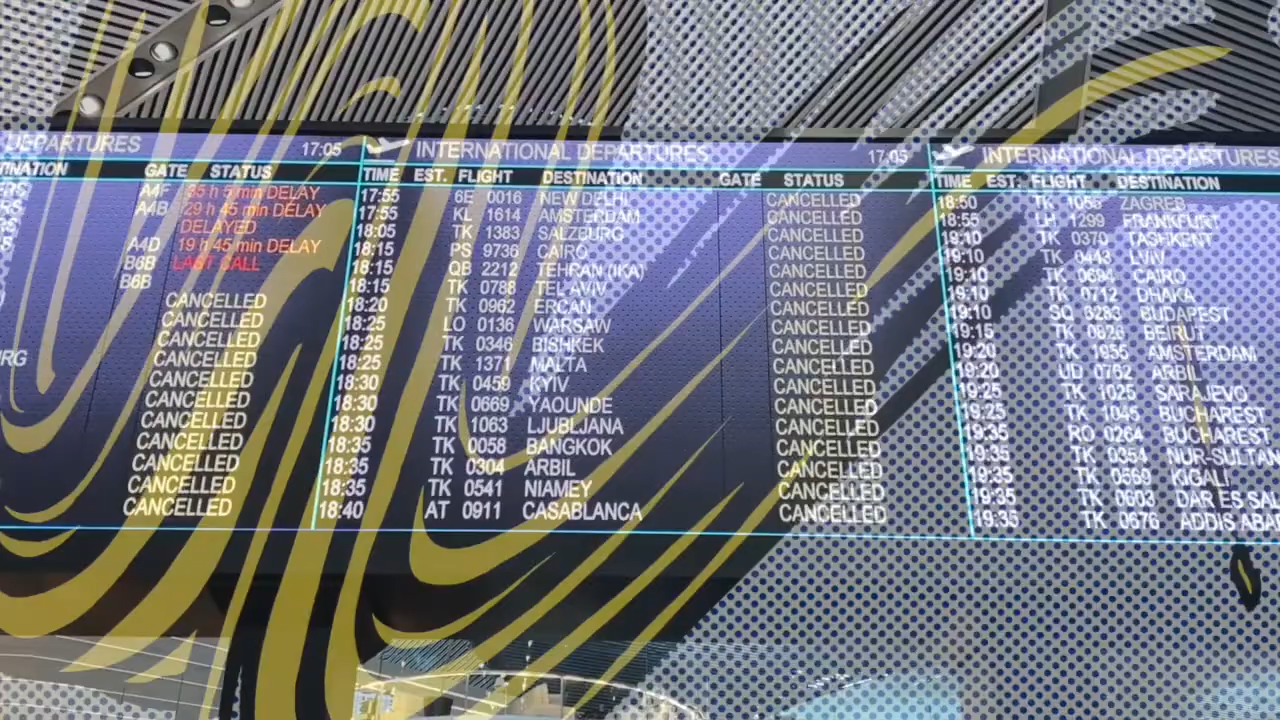 DEPARTURES 17:05
GATE STATUS
A4F 35 h 5 min DELAY
A4B 29 h 45 min DELAY
DELAYED
A4D 19 h 45 min DELAY
B6B LAST CALL
B6B
CANCELLED
CANCELLED
CANCELLED
CANCELLED
CANCELLED
CANCELLED
CANCELLED
CANCELLED
CANCELLED
CANCELLED
CANCELLED
INTERNATIONAL DEPARTURES 17:05
TIME EST. FLIGHT DESTINATION GATE STATUS
17:55 6E 0016 NEW DELHI CANCELLED
17:55 KL 1614 AMSTERDAM CANCELLED
18:05 TK 1383 SALZBURG CANCELLED
18:15 PS 9736 CAIRO CANCELLED
18:15 QB 2212 TEHRAN (IKA) CANCELLED
18:15 TK 0788 TEL AVIV CANCELLED
18:20 TK 0962 ERCAN CANCELLED
18:25 LO 0136 WARSAW CANCELLED
18:25 TK 0346 BISHKEK CANCELLED
18:25 TK 1371 MALTA CANCELLED
18:30 TK 0459 KYIV CANCELLED
18:30 TK 0669 YAOUNDE CANCELLED
18:30 TK 1063 LJUBLJANA CANCELLED
18:35 TK 0058 BANGKOK CANCELLED
18:35 TK 0304 ARBIL CANCELLED
18:35 TK 0541 NIAMEY CANCELLED
18:40 AT 0911 CASABLANCA CANCELLED
INTERNATIONAL DEPARTURES
TIME EST. FLIGHT DESTINATION
18:50 TK ZAGREB
18:55 LH 1299 FRANKFURT
19:10 TK 0370 TASHKENT
19:10 TK 0443 LVIV
19:10 TK 0694 CAIRO
19:10 TK 0712 DHAKA
19:10 SQ 6283 BUDAPEST
19:15 TK 0826 BEIRUT
19:20 TK 1955 AMSTERDAM
19:20 UD 0762 ARBIL
19:25 TK 1025 SARAJEVO
19:25 TK 1045 BUCHAREST
19:35 RO 0264 BUCHAREST
19:35 TK 0354 NUR-SULTAN
19:35 TK 0569 KIGALI
19:35 TK 0603 DAR ES SAL
19:35 TK 0676 ADDIS ABA